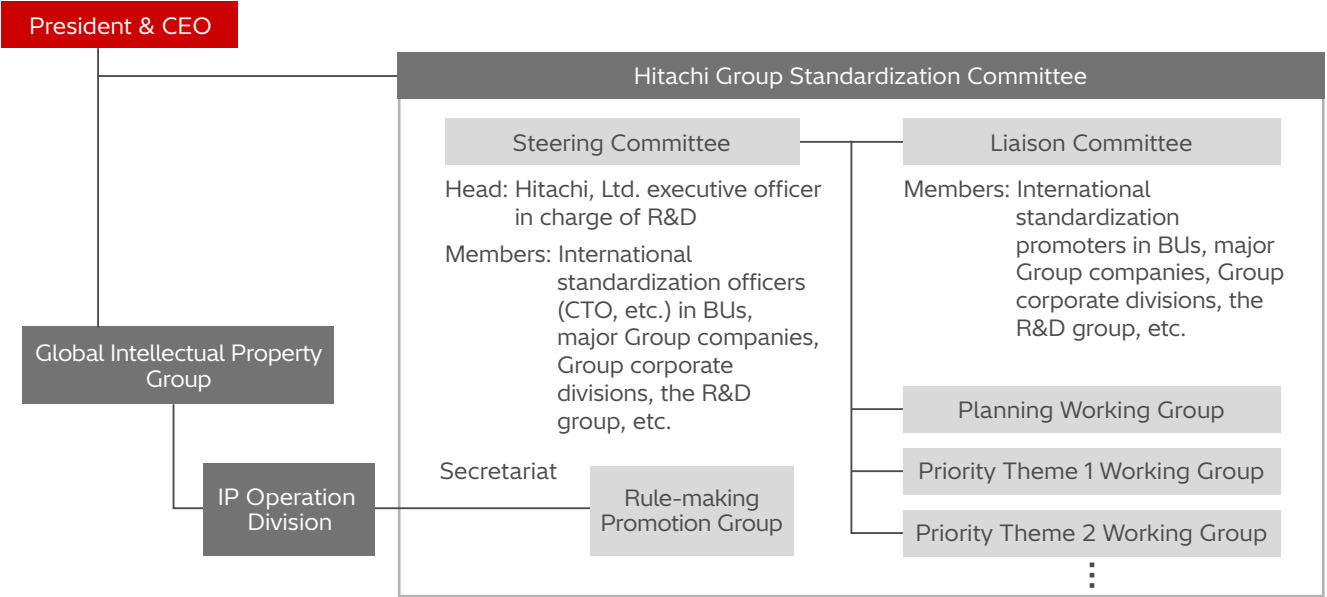 President & CEO
Hitachi Group Standardization Committee
Steering Committee
Head: Hitachi, Ltd. executive officer
in charge of R&D
Members: International
standardization officers
(CTO, etc.) in BUs,
major Group companies,
Group corporate
divisions, the R&D
group, etc.
Liaison Committee
Members: International
standardization
promoters in BUs, major
Group companies, Group
corporate divisions, the
R&D group, etc.
Planning Working Group
Priority Theme 1 Working Group
Priority Theme 2 Working Group
Global Intellectual Property
Group
IP Operation
Division
Secretariat
Rule-making
Promotion Group